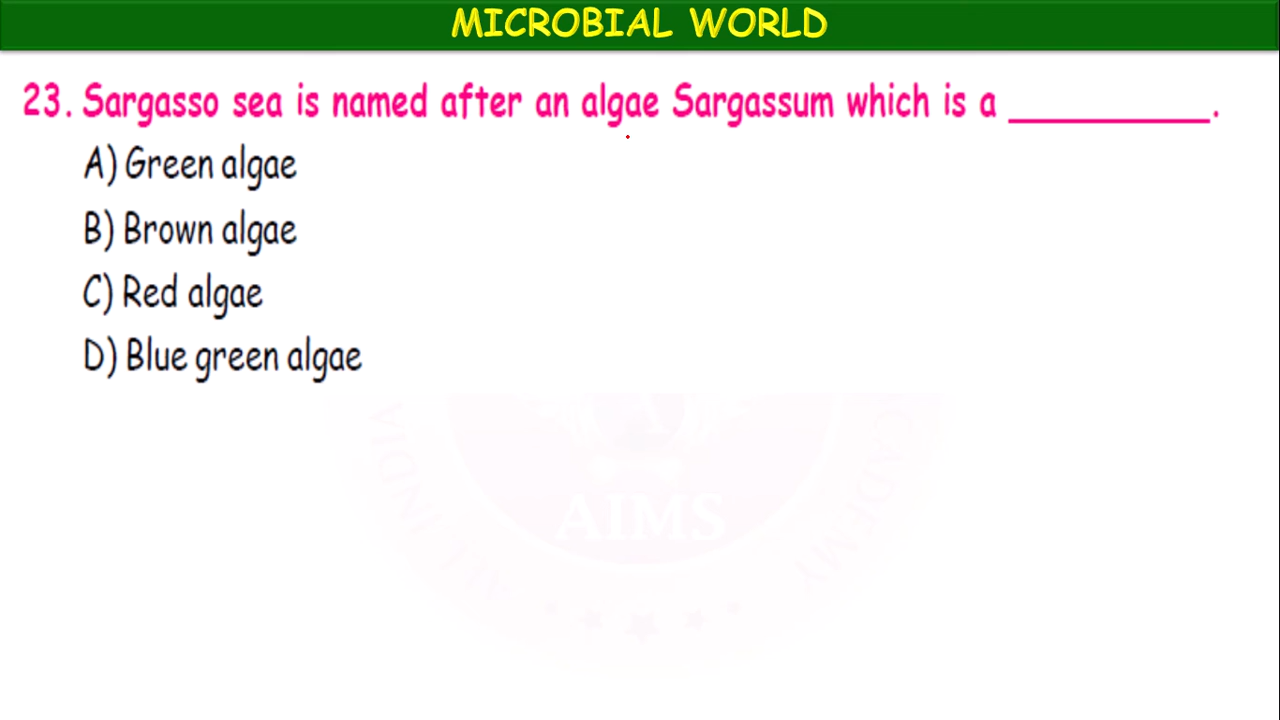 MICROBIAL WORLD
23. Sargasso sea is named after an algae Sargassum which is a __________.
A) Green algae
B) Brown algae
C) Red algae
D) Blue green algae
AIMS